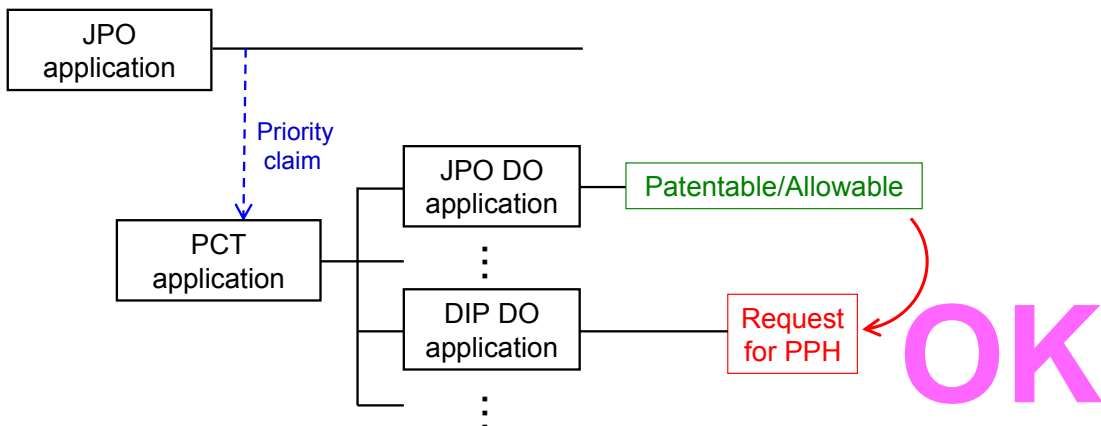 JPO
application
Priority
claim
JPO DO
application
Patentable/Allowable
PCT
application
⋮
DIP DO
application
Request
for PPH
OK
⋮